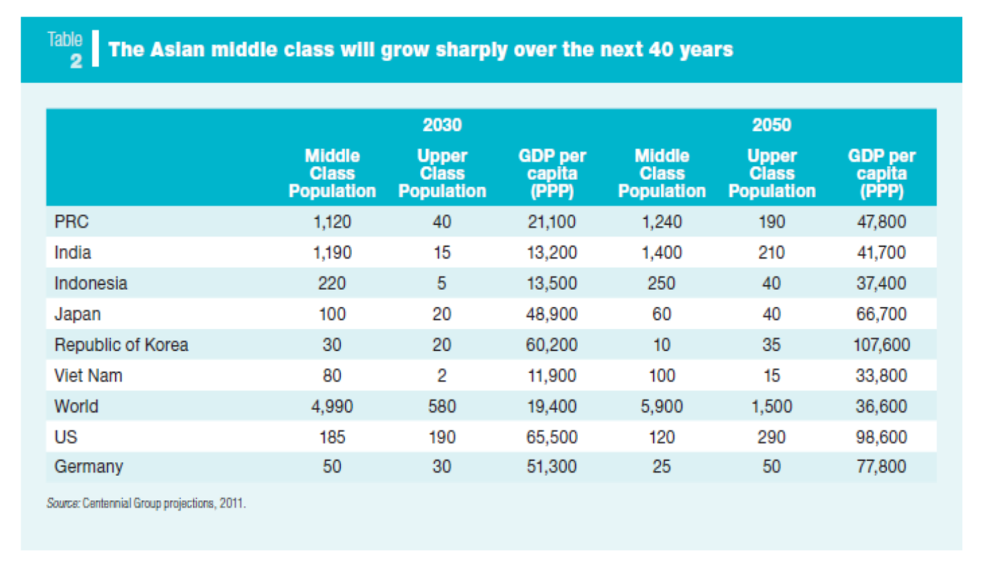 Table
2
The Asian middle class will grow sharply over the next 40 years
2030 2050
Middle Class Population Upper Class Population GDP per capita (PPP) Middle Class Population Upper Class Population GDP per capita (PPP)
PRC 1,120 40 21,100 1,240 190 47,800
India 1,190 15 13,200 1,400 210 41,700
Indonesia 220 5 13,500 250 40 37,400
Japan 100 20 48,900 60 40 66,700
Republic of Korea 30 20 60,200 10 35 107,600
Viet Nam 80 2 11,900 100 15 33,800
World 4,990 580 19,400 5,900 1,500 36,600
US 185 190 65,500 120 290 98,600
Germany 50 30 51,300 25 50 77,800
Source: Centennial Group projections, 2011.